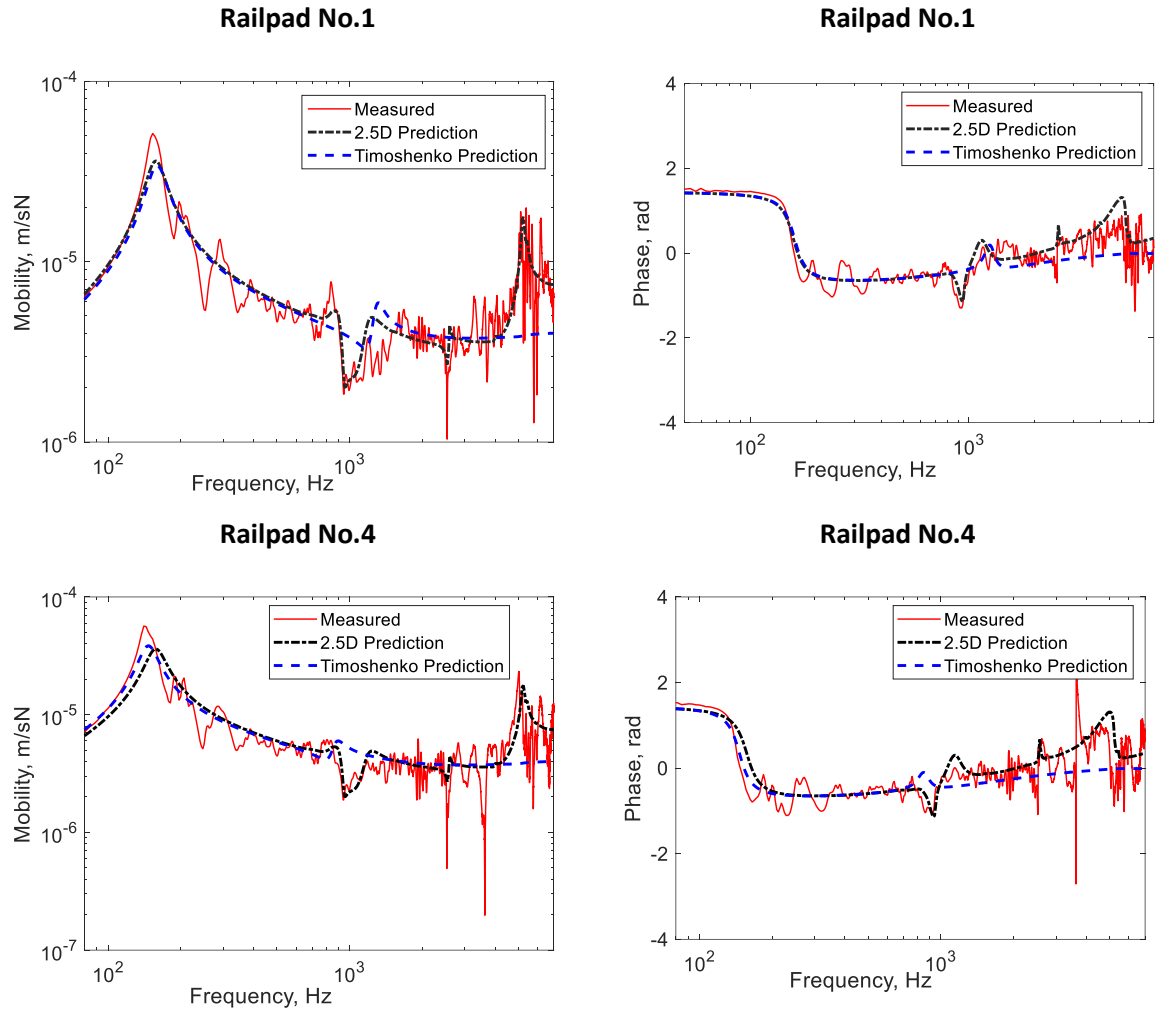 Railpad No.1
10^-4
10^-5
10^-6
Mobility, m/sN
Measured
2.5D Prediction
Timoshenko Prediction
10^2
10^3
Frequency, Hz
Railpad No.1
4
2
0
-2
-4
Phase, rad
Measured
2.5D Prediction
Timoshenko Prediction
10^2
10^3
Frequency, Hz
Railpad No.4
10^-4
10^-5
10^-6
10^-7
Mobility, m/sN
Measured
2.5D Prediction
Timoshenko Prediction
10^2
10^3
Frequency, Hz
Railpad No.4
4
2
0
-2
-4
Phase, rad
Measured
2.5D Prediction
Timoshenko Prediction
10^2
10^3
Frequency, Hz